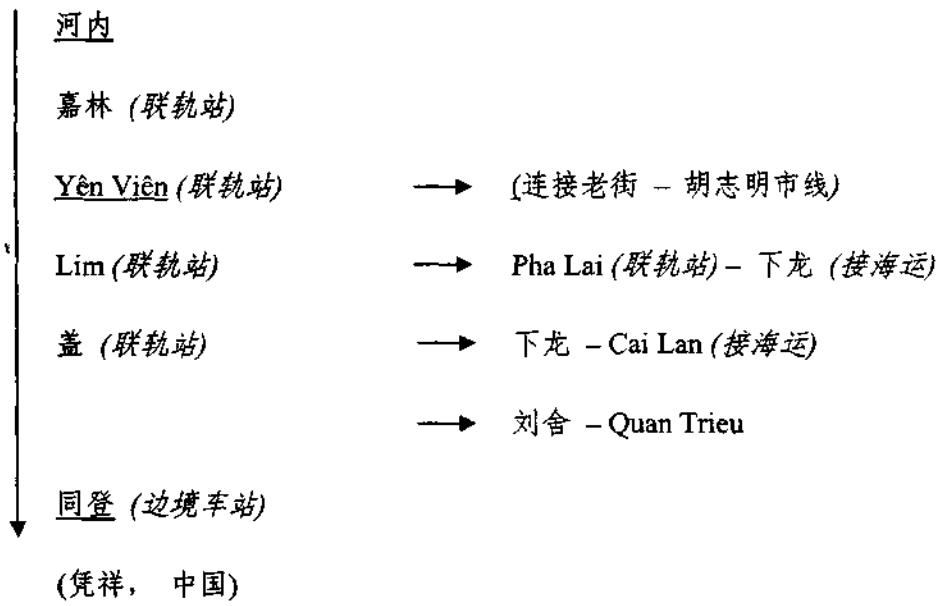 河内
嘉林 (联轨站)
Yên Viên (联轨站) → (连接老街 – 胡志明市线)
Lim (联轨站) → Pha Lai (联轨站) – 下龙 (接海运)
盖 (联轨站) → 下龙 – Cai Lan (接海运)
→ 刘舍 – Quan Trieu
同登 (边境车站)
(凭祥， 中国)